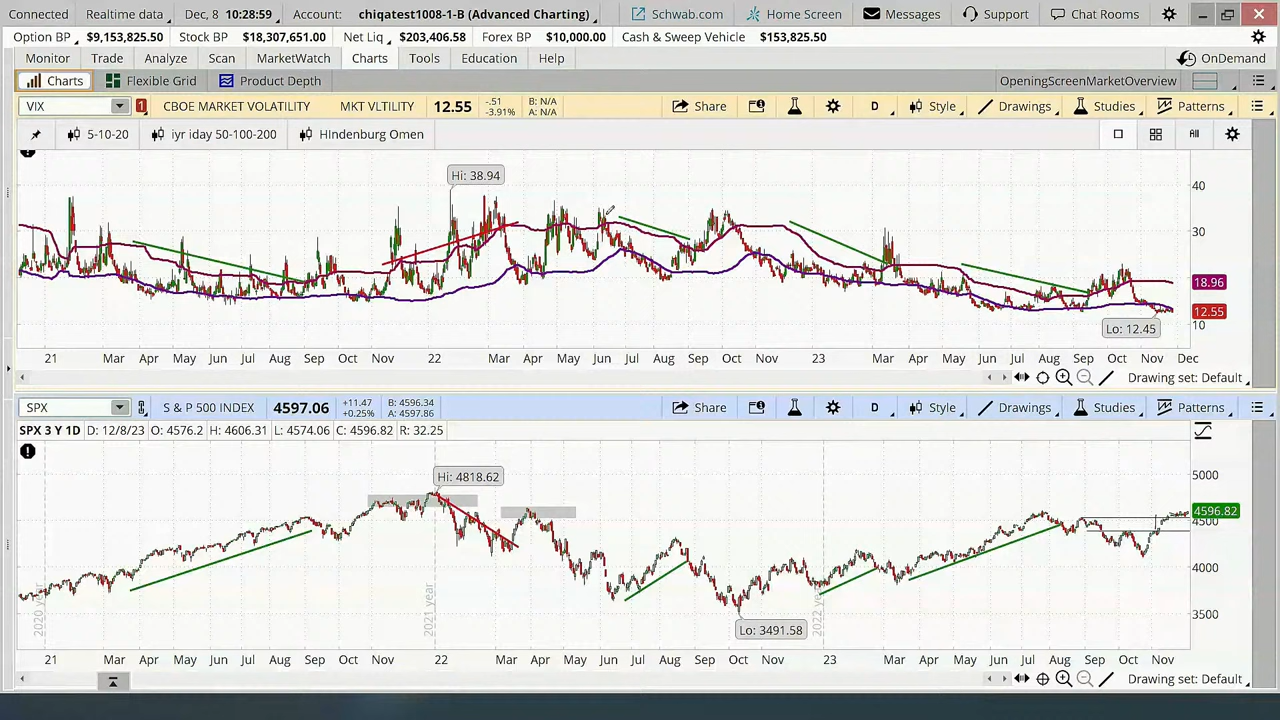 Connected Realtime data Dec, 8 10:28:59 Account: chiqatest1008-1-B (Advanced Charting) Schwab.com Home Screen Messages Support Chat Rooms
Option BP $9,153,825.50 Stock BP $18,307,651.00 Net Liq $203,406.58 Forex BP $10,000.00 Cash & Sweep Vehicle $153,825.50
Monitor Trade Analyze Scan MarketWatch Charts Tools Education Help OnDemand
Charts Flexible Grid Product Depth OpeningScreenMarketOverview
VIX 1 CBOE MARKET VOLATILITY MKT VLTILITY 12.55 -.51 -3.91% B: N/A A: N/A Share D Style Drawings Studies Patterns
5-10-20 iyr iday 50-100-200 HIndenburg Omen All
Hi: 38.94
40
30
18.96
12.55
10
Lo: 12.45
21 Mar Apr May Jun Jul Aug Sep Oct Nov 22 Mar Apr May Jun Jul Aug Sep Oct Nov 23 Mar Apr May Jun Jul Aug Sep Oct Nov Dec
Drawing set: Default
SPX S & P 500 INDEX 4597.06 +11.47 +0.25% B: 4596.34 A: 4597.86 Share D Style Drawings Studies Patterns
SPX 3 Y 1D D: 12/8/23 O: 4576.2 H: 4606.31 L: 4574.06 C: 4596.82 R: 32.25
Hi: 4818.62
5000
4596.82
4500
4000
3500
Lo: 3491.58
2020 year 2021 year 2022 year
21 Mar Apr May Jun Jul Aug Sep Oct Nov 22 Mar Apr May Jun Jul Aug Sep Oct Nov 23 Mar Apr May Jun Jul Aug Sep Oct Nov
Drawing set: Default